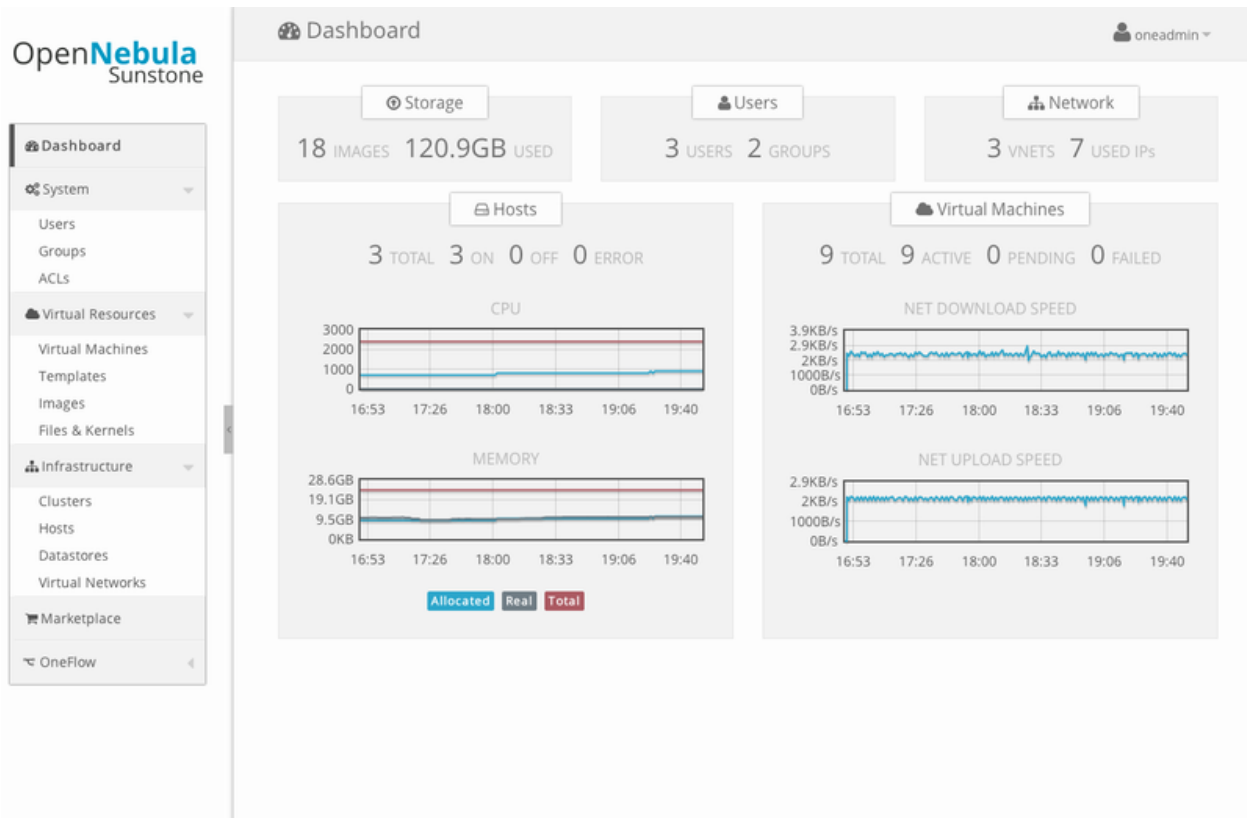 OpenNebula
Sunstone
Dashboard
System
Users
Groups
ACLs
Virtual Resources
Virtual Machines
Templates
Images
Files & Kernels
Infrastructure
Clusters
Hosts
Datastores
Virtual Networks
Marketplace
OneFlow
Dashboard
oneadmin
Storage
18 IMAGES 120.9GB USED
Users
3 USERS 2 GROUPS
Network
3 VNETS 7 USED IPs
Hosts
3 TOTAL 3 ON 0 OFF 0 ERROR
CPU
3000
2000
1000
0
16:53 17:26 18:00 18:33 19:06 19:40
MEMORY
28.6GB
19.1GB
9.5GB
0KB
16:53 17:26 18:00 18:33 19:06 19:40
Allocated Real Total
Virtual Machines
9 TOTAL 9 ACTIVE 0 PENDING 0 FAILED
NET DOWNLOAD SPEED
3.9KB/s
2.9KB/s
2KB/s
1000B/s
0B/s
16:53 17:26 18:00 18:33 19:06 19:40
NET UPLOAD SPEED
2.9KB/s
2KB/s
1000B/s
0B/s
16:53 17:26 18:00 18:33 19:06 19:40